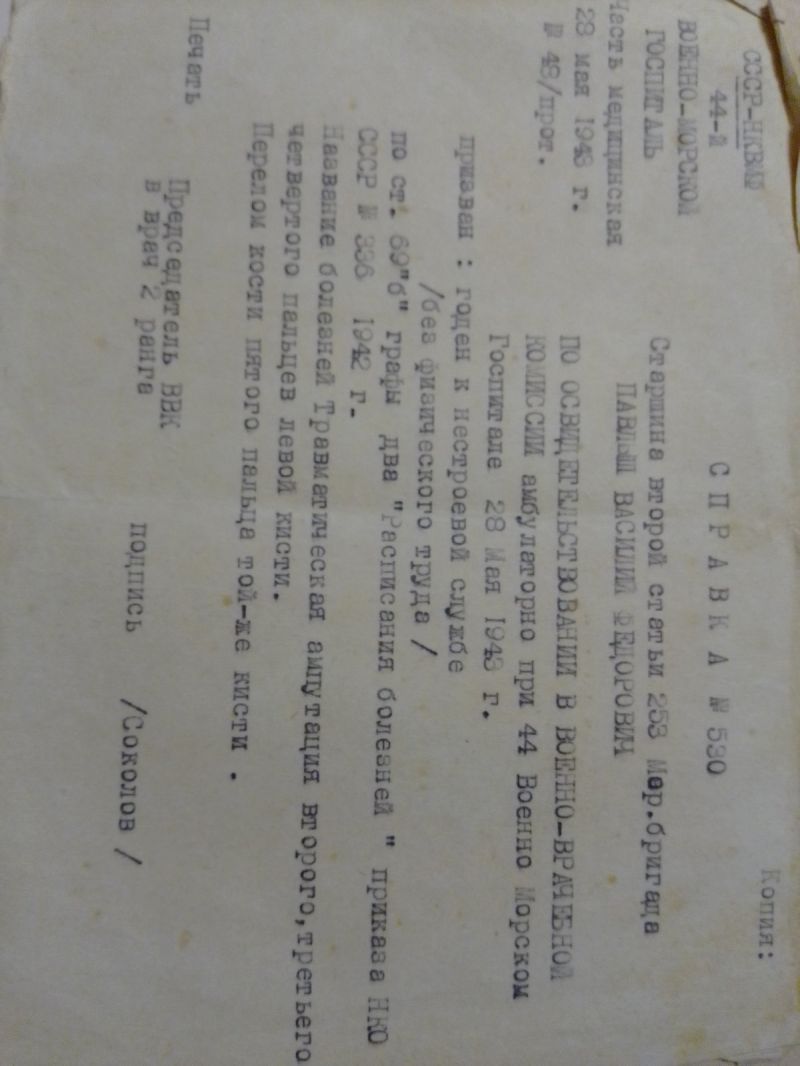 Копия:
СССР-НКВМФ
44-й
ВОЕННО-МОРСКОЙ
ГОСПИТАЛЬ
Часть медицинская
28 мая 1943 г.
№ 49/прот.
С П Р А В К А № 530
Старшина второй статьи 253 Мор.бригада
ПАВЛЫШ ВАСИЛИЙ ФЕДОРОВИЧ
ПО ОСВИДЕТЕЛЬСТВОВАНИИ В ВОЕННО-ВРАЧЕБНОЙ
КОМИССИИ амбулаторно при 44 Военно Морском
Госпитале 28 Мая 1943 г.
призван : годен к нестроевой службе
/без физического труда /
по ст. 69"б" графы два "Расписания болезней " приказа НКО
СССР № 336 1942 г.
Название болезней Травматическая ампутация второго,третьего
четвертого пальцев левой кисти.
Перелом кости пятого пальца той-же кисти .
Печать
Председатель ВВК
в врач 2 ранга
подпись /Соколов /